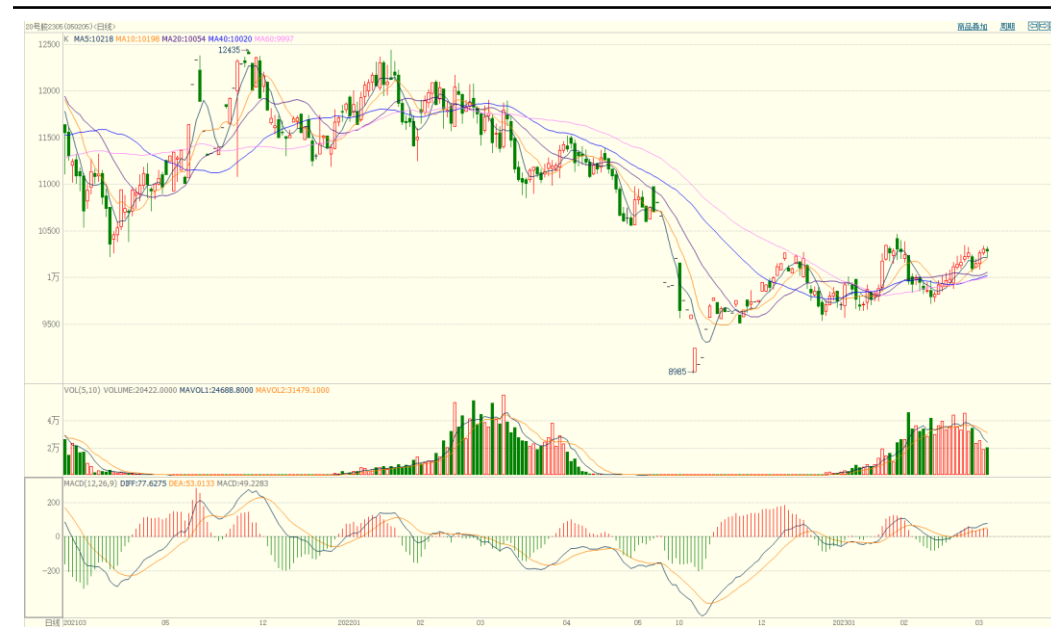 20号胶2305(050205)<日线>
商品叠加 周期
K MA5:10218 MA10:10198 MA20:10054 MA40:10020 MA60:9997
12500
12435
12000
11500
11000
10500
1万
9500
8985
VOL(5,10) VOLUME:20422.0000 MAVOL1:24688.8000 MAVOL2:31479.1000
4万
2万
MACD(12,26,9) DIFF:77.6275 DEA:53.0133 MACD:49.2283
200
0
-200
日线 202103 05 12 202201 02 03 04 05 10 12 202301 02 03